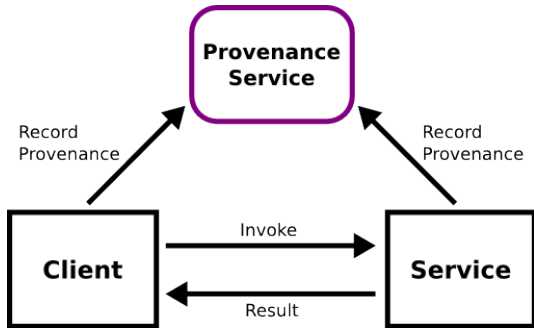 Provenance
Service
Record
Provenance
Record
Provenance
Invoke
Client
Service
Result